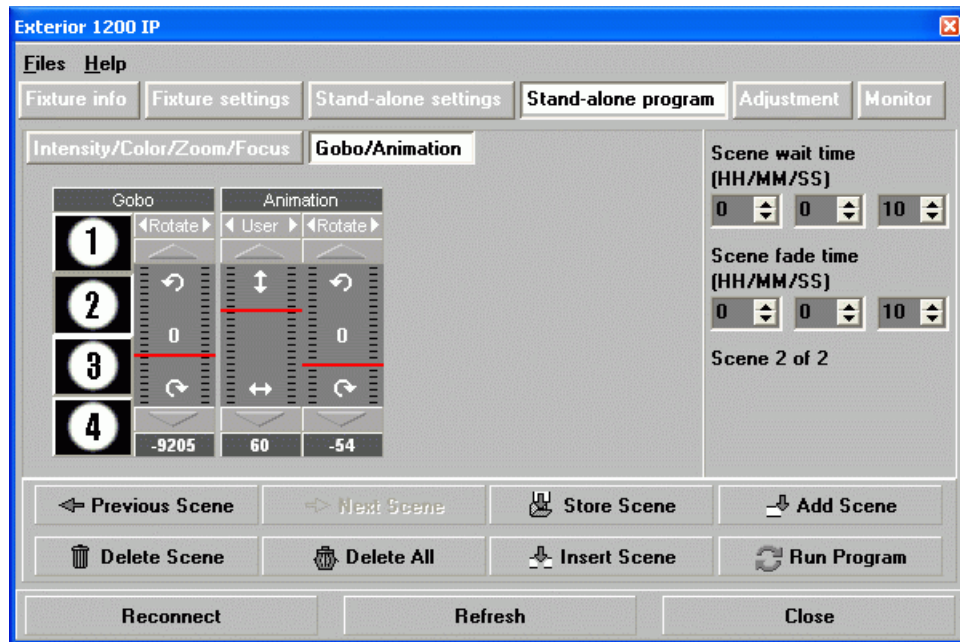 Exterior 1200 IP
Files Help
Fixture info Fixture settings Stand-alone settings Stand-alone program Adjustment Monitor
Intensity/Color/Zoom/Focus Gobo/Animation
Gobo Animation
Rotate User Rotate
1
2
3
4
0 0
-9205 60 -54
Scene wait time
(HH/MM/SS)
0 0 10
Scene fade time
(HH/MM/SS)
0 0 10
Scene 2 of 2
Previous Scene Next Scene Store Scene Add Scene
Delete Scene Delete All Insert Scene Run Program
Reconnect Refresh Close